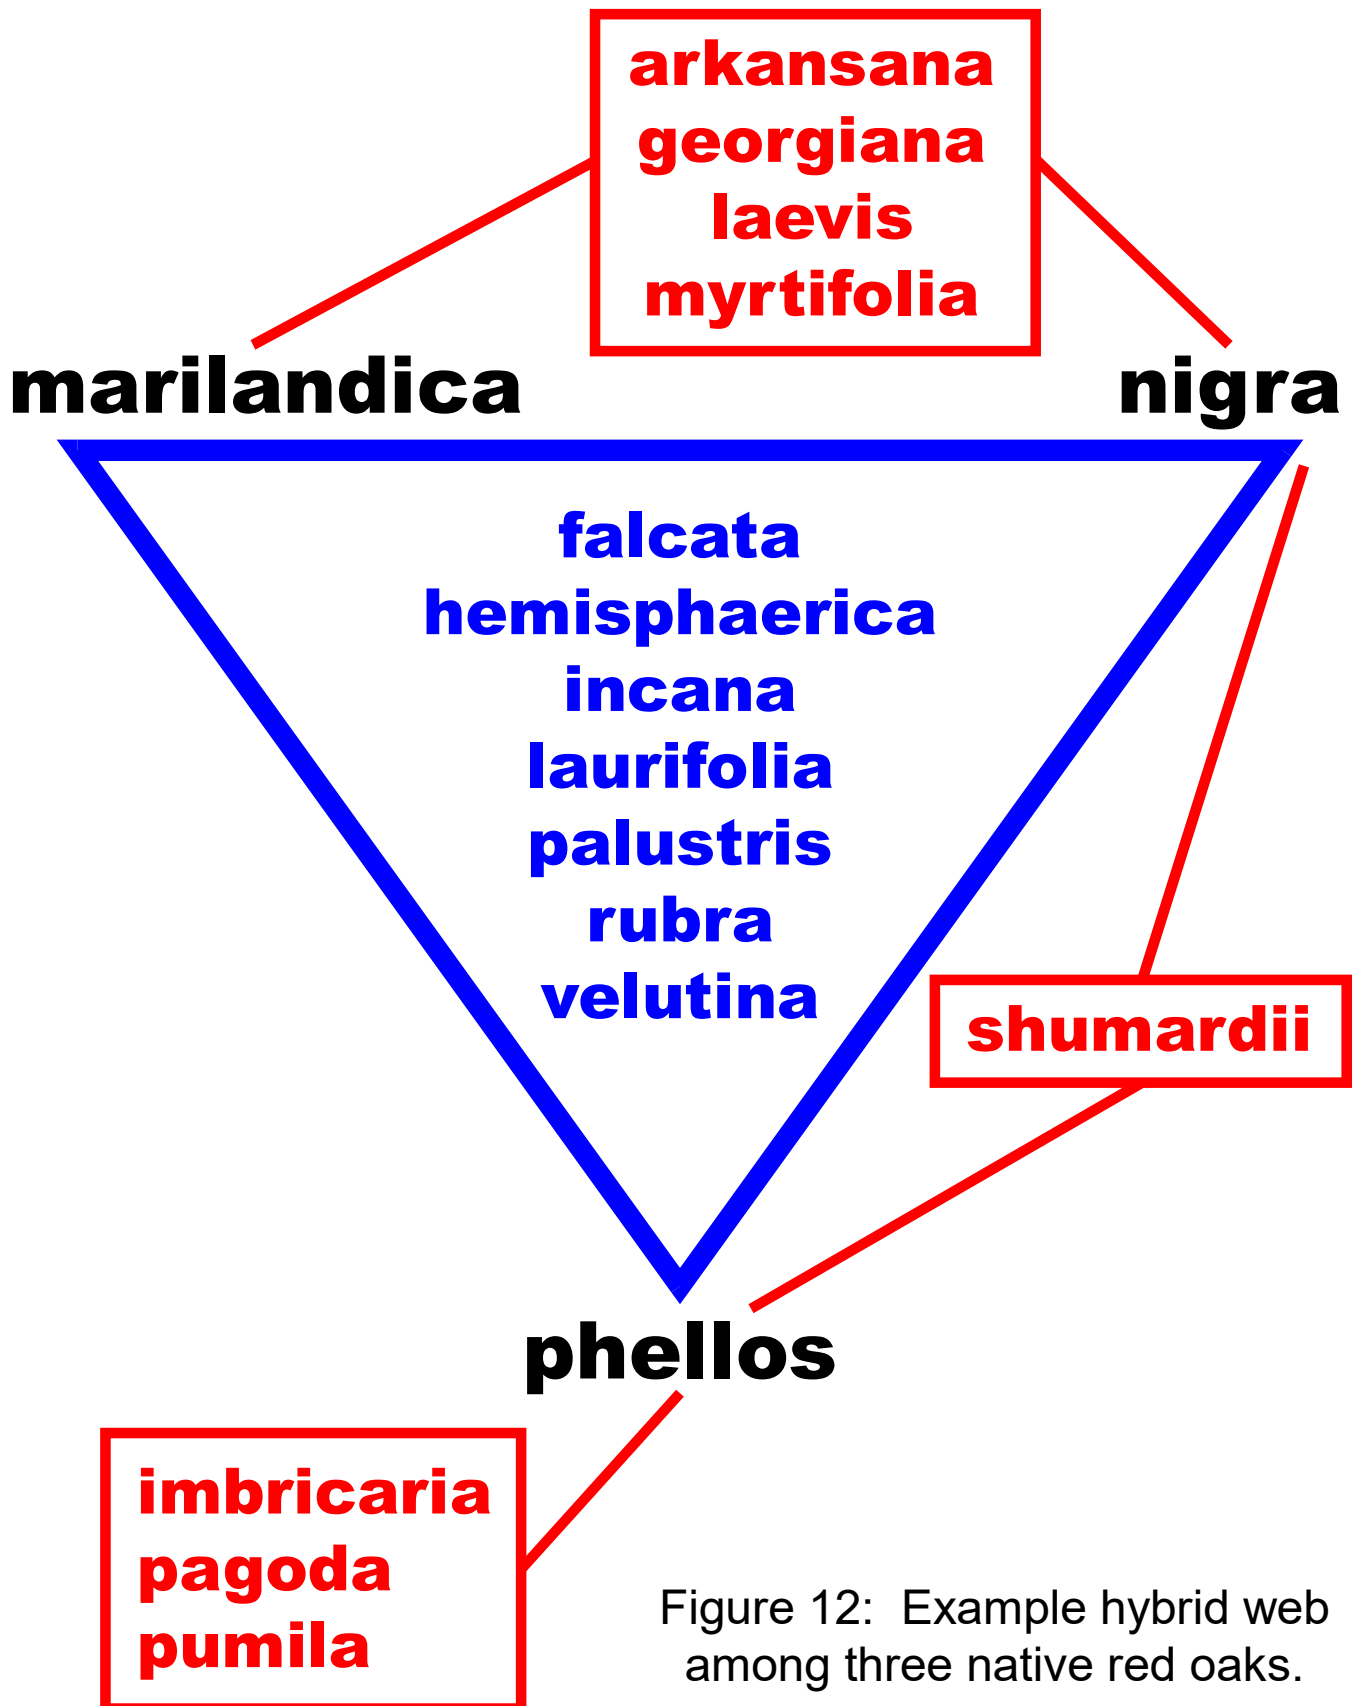 arkansana
georgiana
laevis
myrtifolia
marilandica
nigra
falcata
hemisphaerica
incana
laurifolia
palustris
rubra
velutina
shumardii
phellos
imbricaria
pagoda
pumila
Figure 12:  Example hybrid web
among three native red oaks.